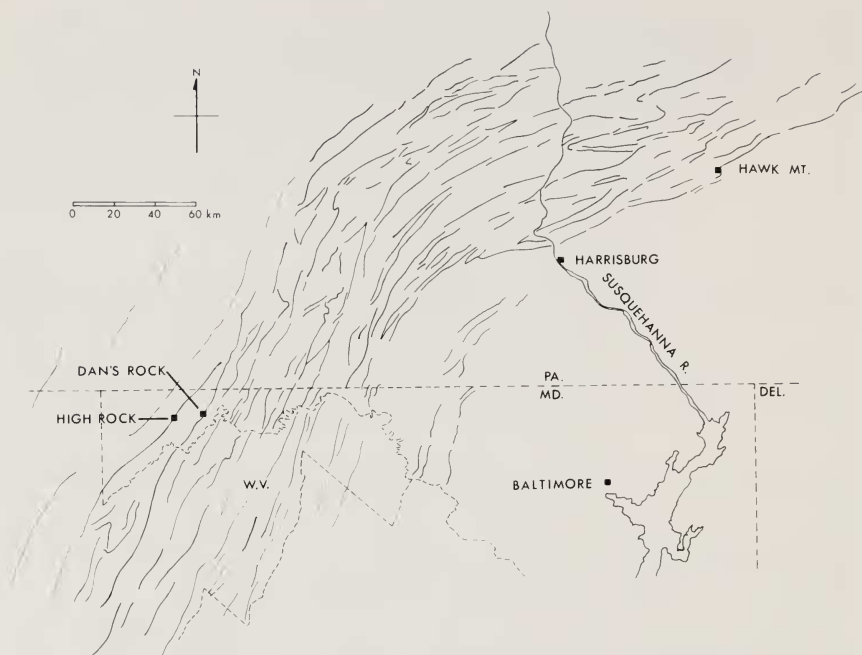 N
0 20 40 60 km
HAWK MT.
HARRISBURG
SUSQUEHANNA R.
DAN'S ROCK
HIGH ROCK
PA.
MD.
DEL.
W.V.
BALTIMORE